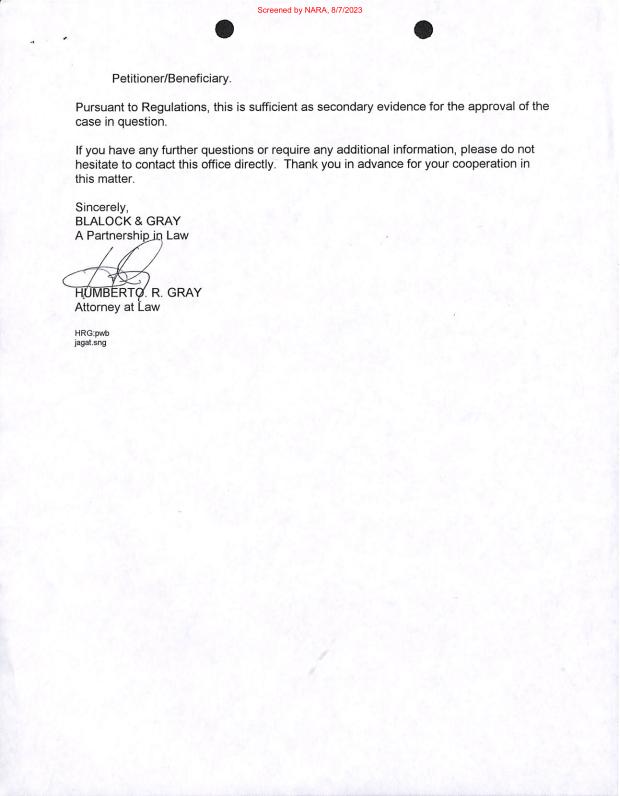 Screened by NARA, 8/7/2023
Petitioner/Beneficiary.
Pursuant to Regulations, this is sufficient as secondary evidence for the approval of the
case in question.
If you have any further questions or require any additional information, please do not
hesitate to contact this office directly. Thank you in advance for your cooperation in
this matter.
Sincerely,
BLALOCK & GRAY
A Partnership in Law
HUMBERTO. R. GRAY
Attorney at Law
HRG:pwb
jagat.sng